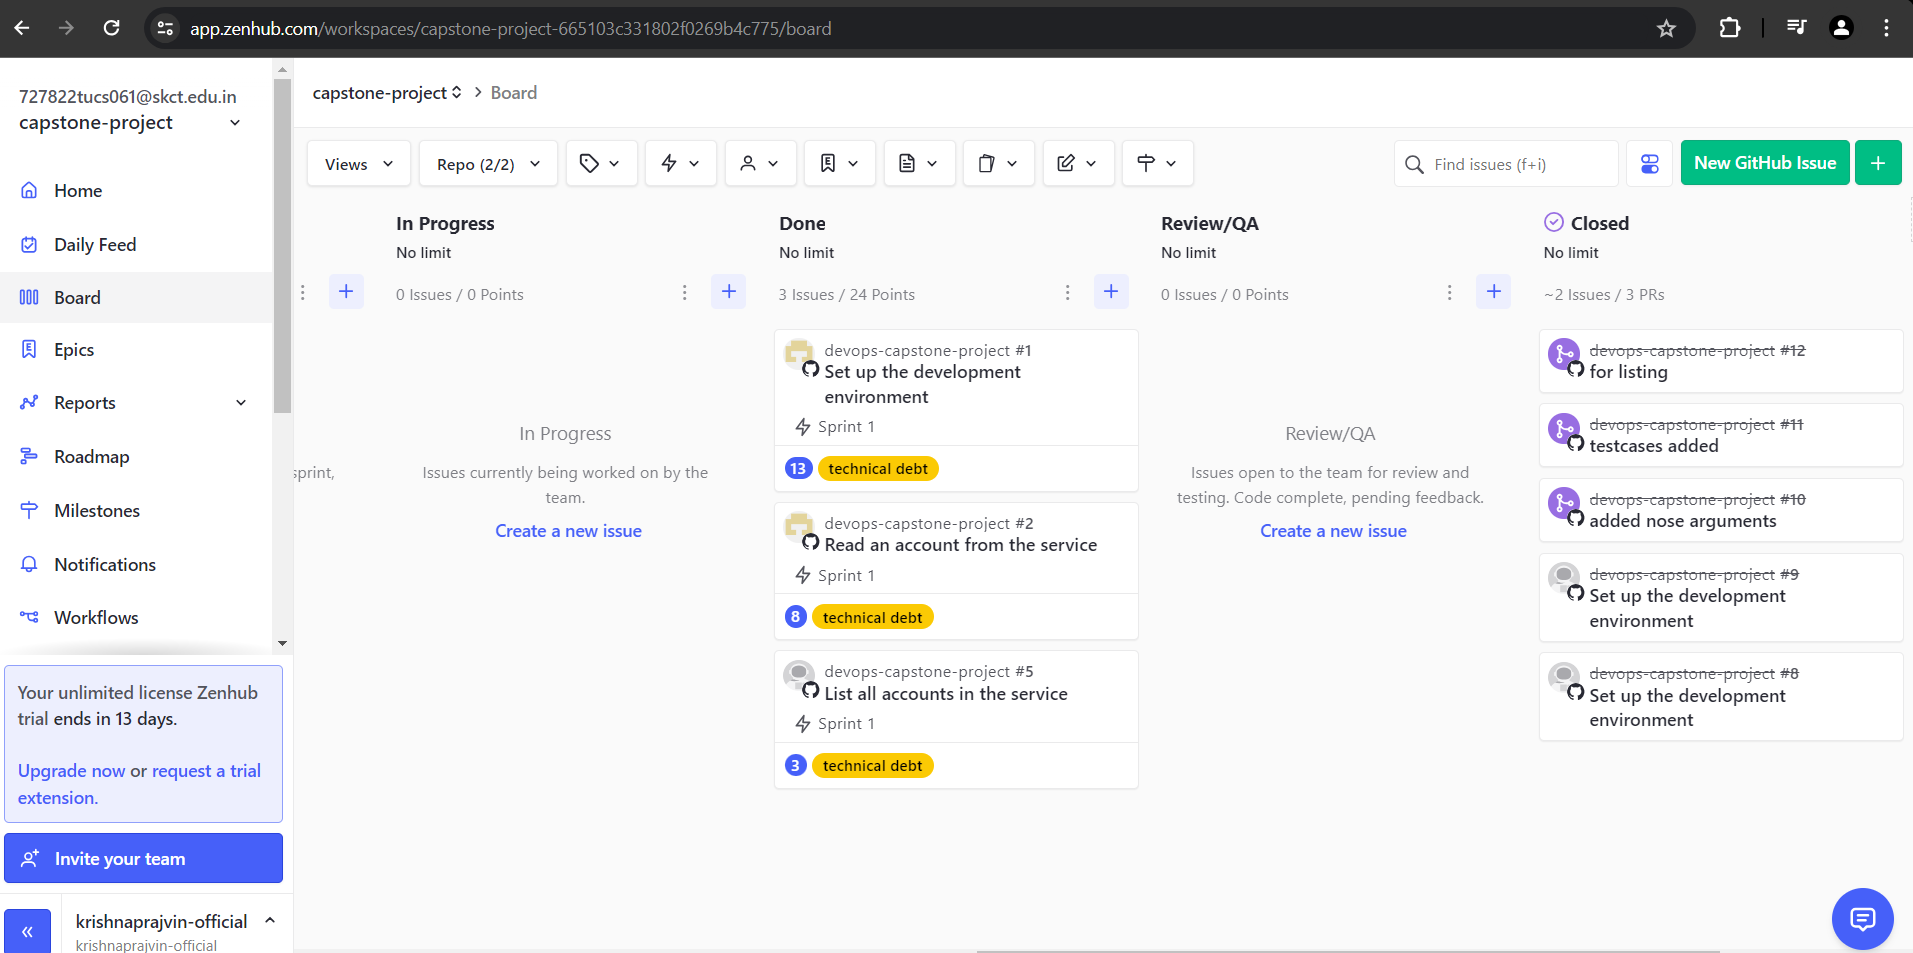 app.zenhub.com/workspaces/capstone-project-665103c331802f0269b4c775/board
727822tucs061@skct.edu.in
capstone-project
Home
Daily Feed
Board
Epics
Reports
Roadmap
Milestones
Notifications
Workflows
Your unlimited license Zenhub
trial ends in 13 days.
Upgrade now or request a trial
extension.
Invite your team
krishnaprajvin-official
krishnaprajvin-official
capstone-project > Board
Views
Repo (2/2)
Find issues (f+i)
New GitHub Issue
sprint,
In Progress
No limit
0 Issues / 0 Points
In Progress
Issues currently being worked on by the
team.
Create a new issue
Done
No limit
3 Issues / 24 Points
devops-capstone-project #1
Set up the development
environment
Sprint 1
13 technical debt
devops-capstone-project #2
Read an account from the service
Sprint 1
8 technical debt
devops-capstone-project #5
List all accounts in the service
Sprint 1
3 technical debt
Review/QA
No limit
0 Issues / 0 Points
Review/QA
Issues open to the team for review and
testing. Code complete, pending feedback.
Create a new issue
Closed
No limit
~2 Issues / 3 PRs
devops-capstone-project #12
for listing
devops-capstone-project #11
testcases added
devops-capstone-project #10
added nose arguments
devops-capstone-project #9
Set up the development
environment
devops-capstone-project #8
Set up the development
environment